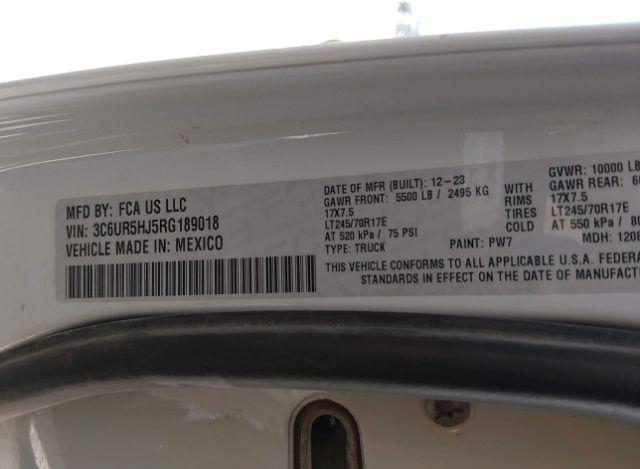 MFD BY: FCA US LLC
VIN: 3C6UR5HJ5RG189018
VEHICLE MADE IN: MEXICO
DATE OF MFR (BUILT): 12-23
GAWR FRONT: 5500 LB / 2495 KG
17X7.5
LT245/70R17E
AT 520 kPa / 75 PSI
TYPE: TRUCK
WITH
RIMS
TIRES
COLD
GVWR: 10000 LB
GAWR REAR: 
17X7.5
LT245/70R17E
AT 550 kPa /
PAINT: PW7
MDH:
THIS VEHICLE CONFORMS TO ALL APPLICABLE U.S.A. FEDERA
STANDARDS IN EFFECT ON THE DATE OF MANUFACT